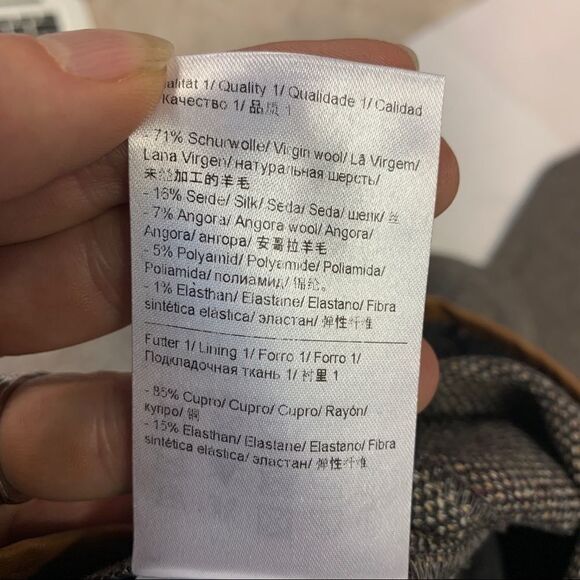 alität 1/ Quality 1/ Qualidade 1/ Calidad
Качество 1/ 品质 1
- 71% Schurwolle/ Virgin wool/ Lã Virgem/
Lana Virgen/ натуральная шерсть/
未经加工的羊毛
- 16% Seide/ Silk/ Seda/ Seda/ шелк/ 丝
- 7% Angora/ Angora wool/ Angora/
Angora/ ангора/ 安哥拉羊毛
- 5% Polyamid/ Polyamide/ Poliamida/
Poliamida/ полиамид/ 锦纶。
- 1% Elasthan/ Elastane/ Elastano/ Fibra
sintética elástica/ эластан/ 弹性纤维
Futter 1/ Lining 1/ Forro 1/ Forro 1/
Подкладочная ткань 1/ 衬里 1
- 85% Cupro/ Cupro/ Cupro/ Rayón/
купро/ 铜
- 15% Elasthan/ Elastane/ Elastano/ Fibra
sintética elástica/ эластан/ 弹性纤维